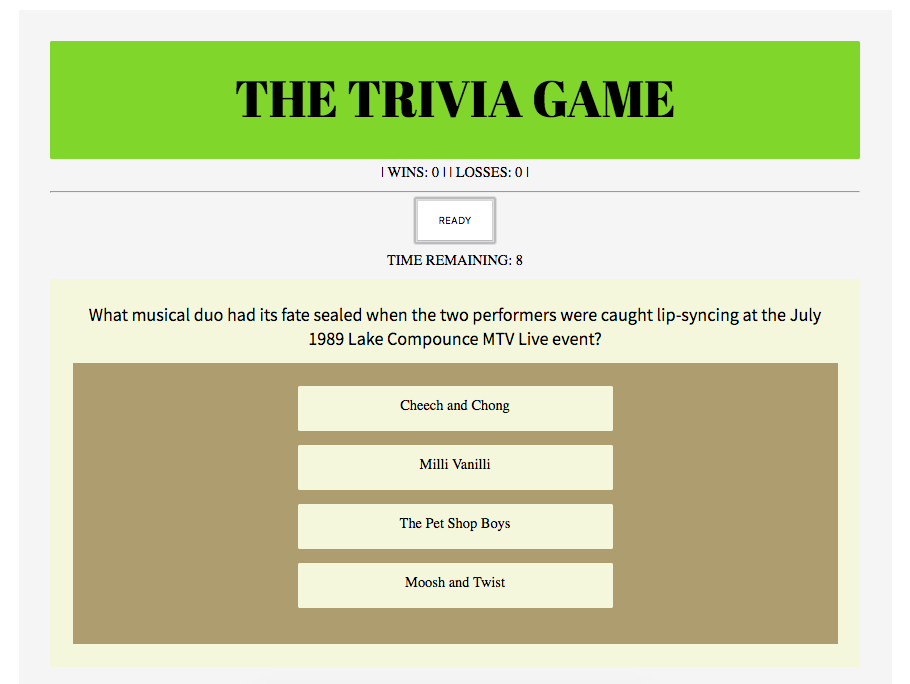 THE TRIVIA GAME
| WINS: 0 | | LOSSES: 0 |
READY
TIME REMAINING: 8
What musical duo had its fate sealed when the two performers were caught lip-syncing at the July
1989 Lake Compounce MTV Live event?
Cheech and Chong
Milli Vanilli
The Pet Shop Boys
Moosh and Twist